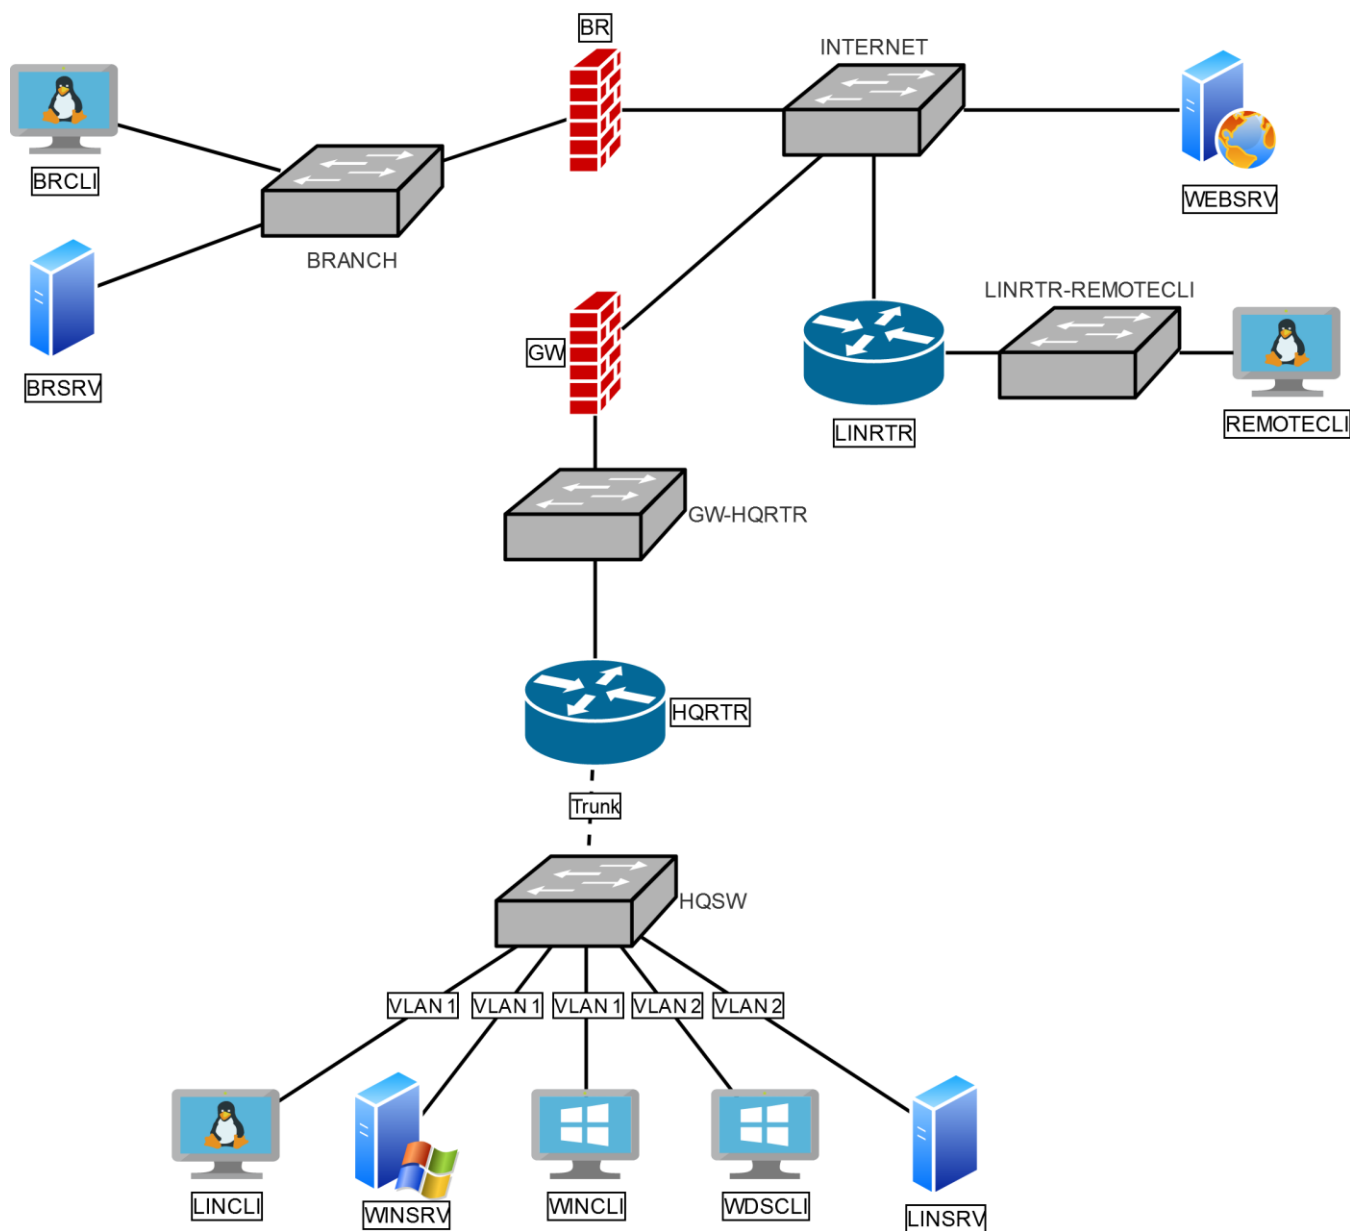 BR
INTERNET
BRCLI
WEBSRV
BRANCH
LINRTR-REMOTECLI
GW
BRSRV
LINRTR
REMOTECLI
GW-HQRTR
HQRTR
Trunk
HQSW
VLAN 1
VLAN 1
VLAN 1
VLAN 2
VLAN 2
LINCLI
WINSRV
WINCLI
WDSCLI
LINSRV